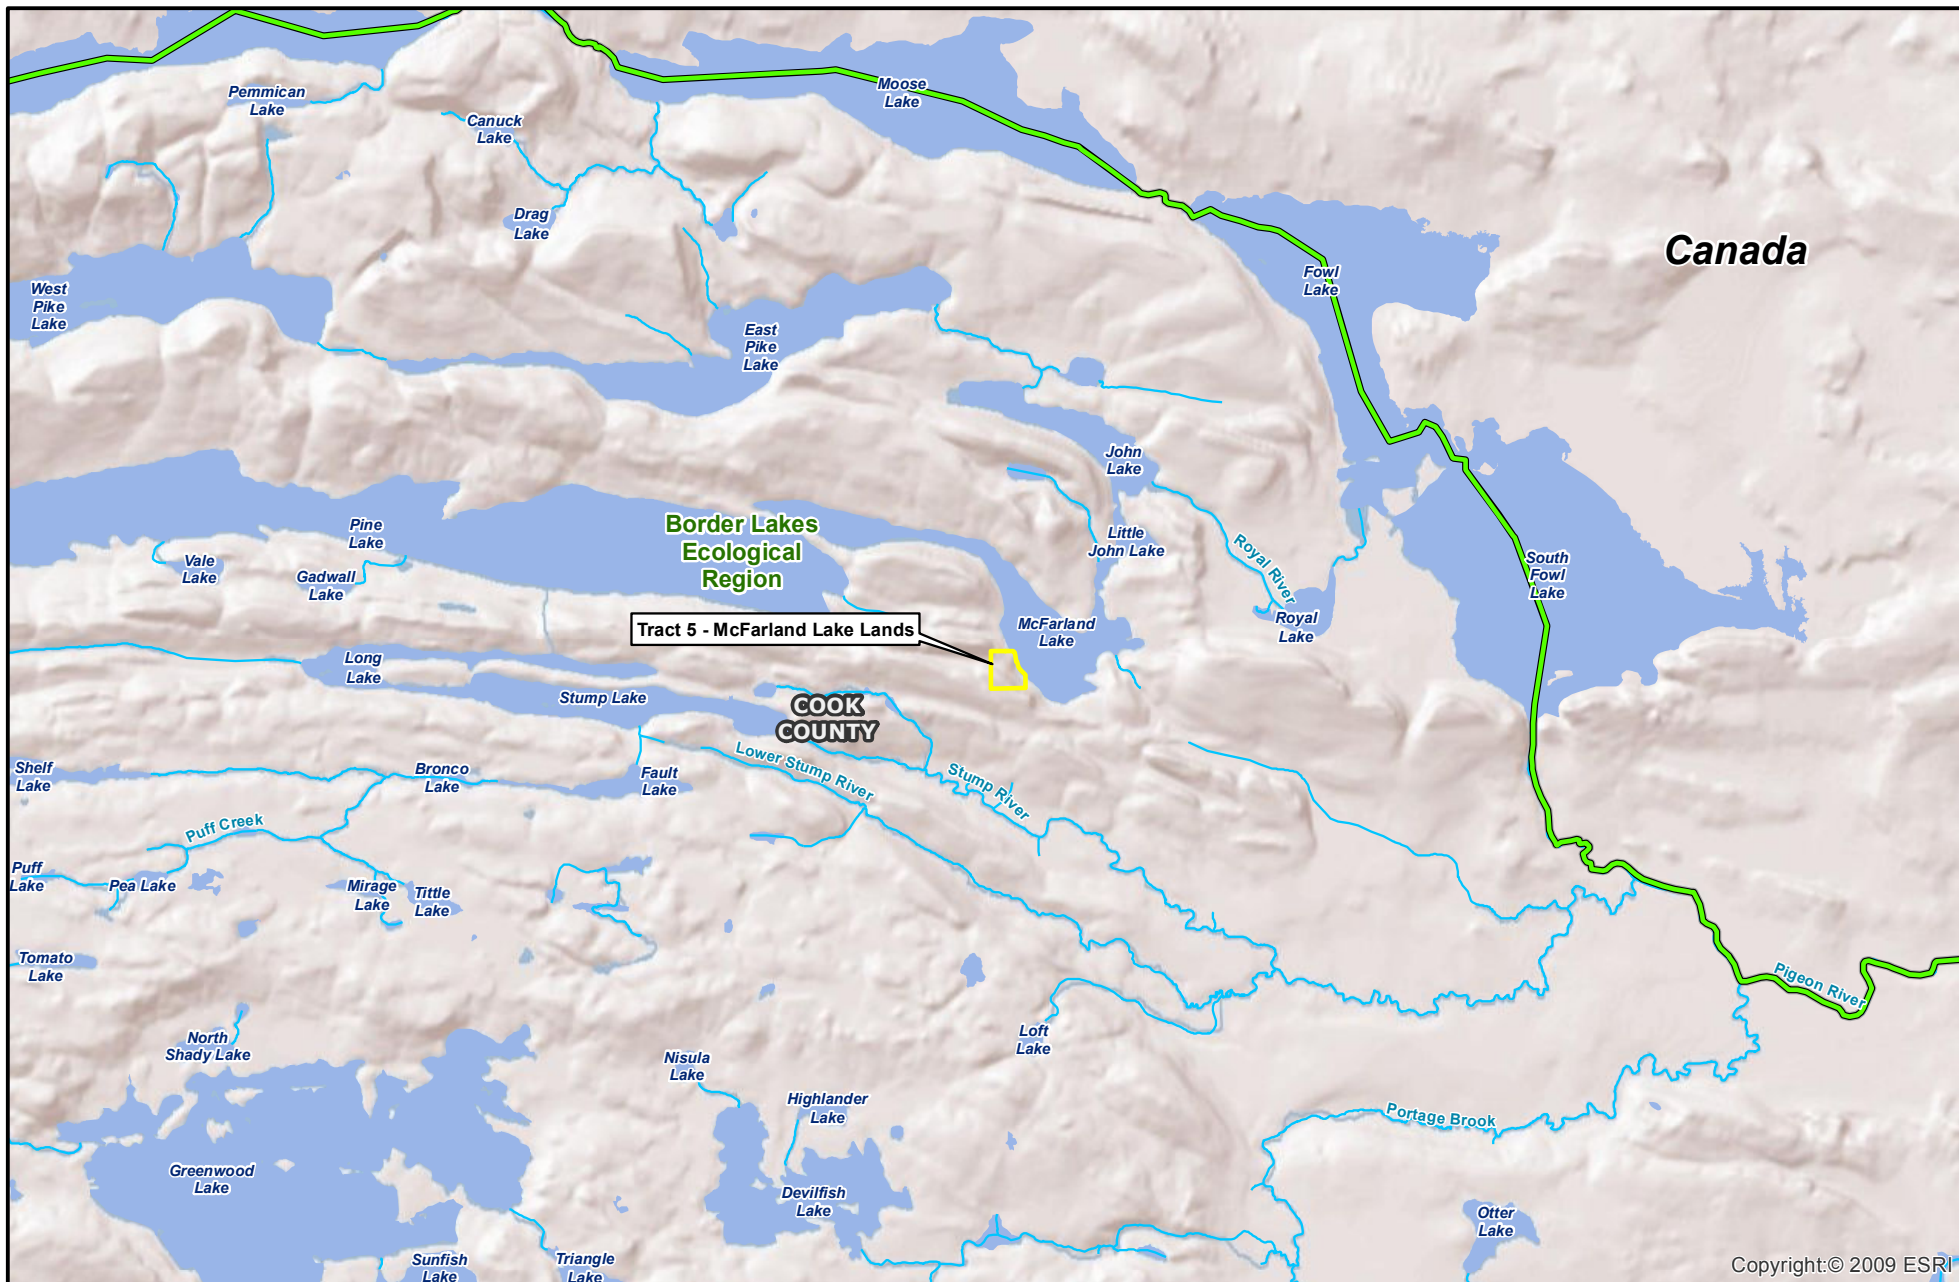 Pemmican
Lake
Canuck
Lake
Moose
Lake
Drag
Lake
Canada
Fowl
Lake
West
Pike
Lake
East
Pike
Lake
John
Lake
Border Lakes
Ecological
Region
Pine
Lake
Vale
Lake
Gadwall
Lake
Little
John Lake
Royal River
South
Fowl
Lake
Royal
Lake
McFarland
Lake
Tract 5 - McFarland Lake Lands
Long
Lake
Stump Lake
COOK
COUNTY
Lower Stump River
Stump River
Shelf
Lake
Bronco
Lake
Fault
Lake
Puff Creek
Puff
Lake
Pea Lake
Mirage
Lake
Tittle
Lake
Tomato
Lake
Pigeon River
North
Shady Lake
Loft
Lake
Nisula
Lake
Highlander
Lake
Portage Brook
Greenwood
Lake
Devilfish
Lake
Otter
Lake
Sunfish
Lake
Triangle
Lake
Copyright:© 2009 ESRI